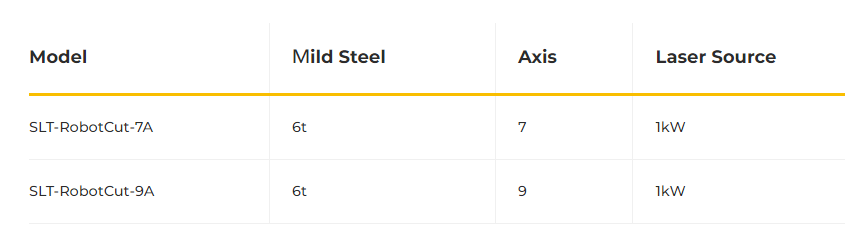 Model Mild Steel Axis Laser Source
SLT-RobotCut-7A 6t 7 1kW
SLT-RobotCut-9A 6t 9 1kW